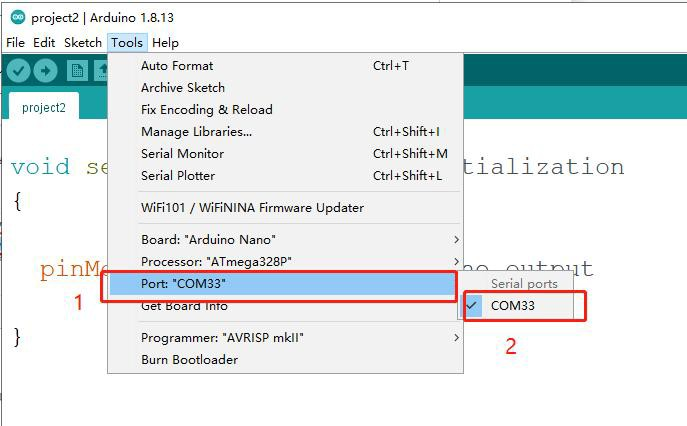 project2 | Arduino 1.8.13
File Edit Sketch Tools Help
project2
Auto Format Ctrl+T
Archive Sketch
Fix Encoding & Reload
Manage Libraries... Ctrl+Shift+I
Serial Monitor Ctrl+Shift+M
Serial Plotter Ctrl+Shift+L
WiFi101 / WiFiNINA Firmware Updater
Board: "Arduino Nano"
Processor: "ATmega328P"
Port: "COM33"
Get Board Info
Programmer: "AVRISP mkII"
Burn Bootloader
Serial ports
COM33
1
2
void se tialization
{
pinM output
}